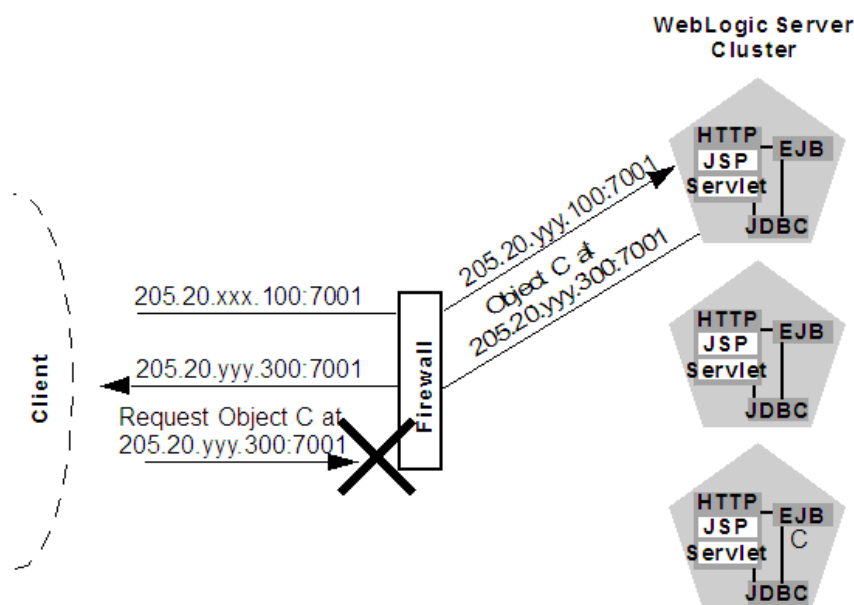 WebLogic Server
Cluster
HTTP
EJB
JSP
Servlet
JDBC
205.20.yyy.100:7001
Object C at
205.20.yyy.300:7001
205.20.xxx.100:7001
205.20.yyy.300:7001
Request Object C at
205.20.yyy.300:7001
Client
Firewall
HTTP
EJB
JSP
Servlet
JDBC
HTTP
EJB
JSP
C
Servlet
JDBC